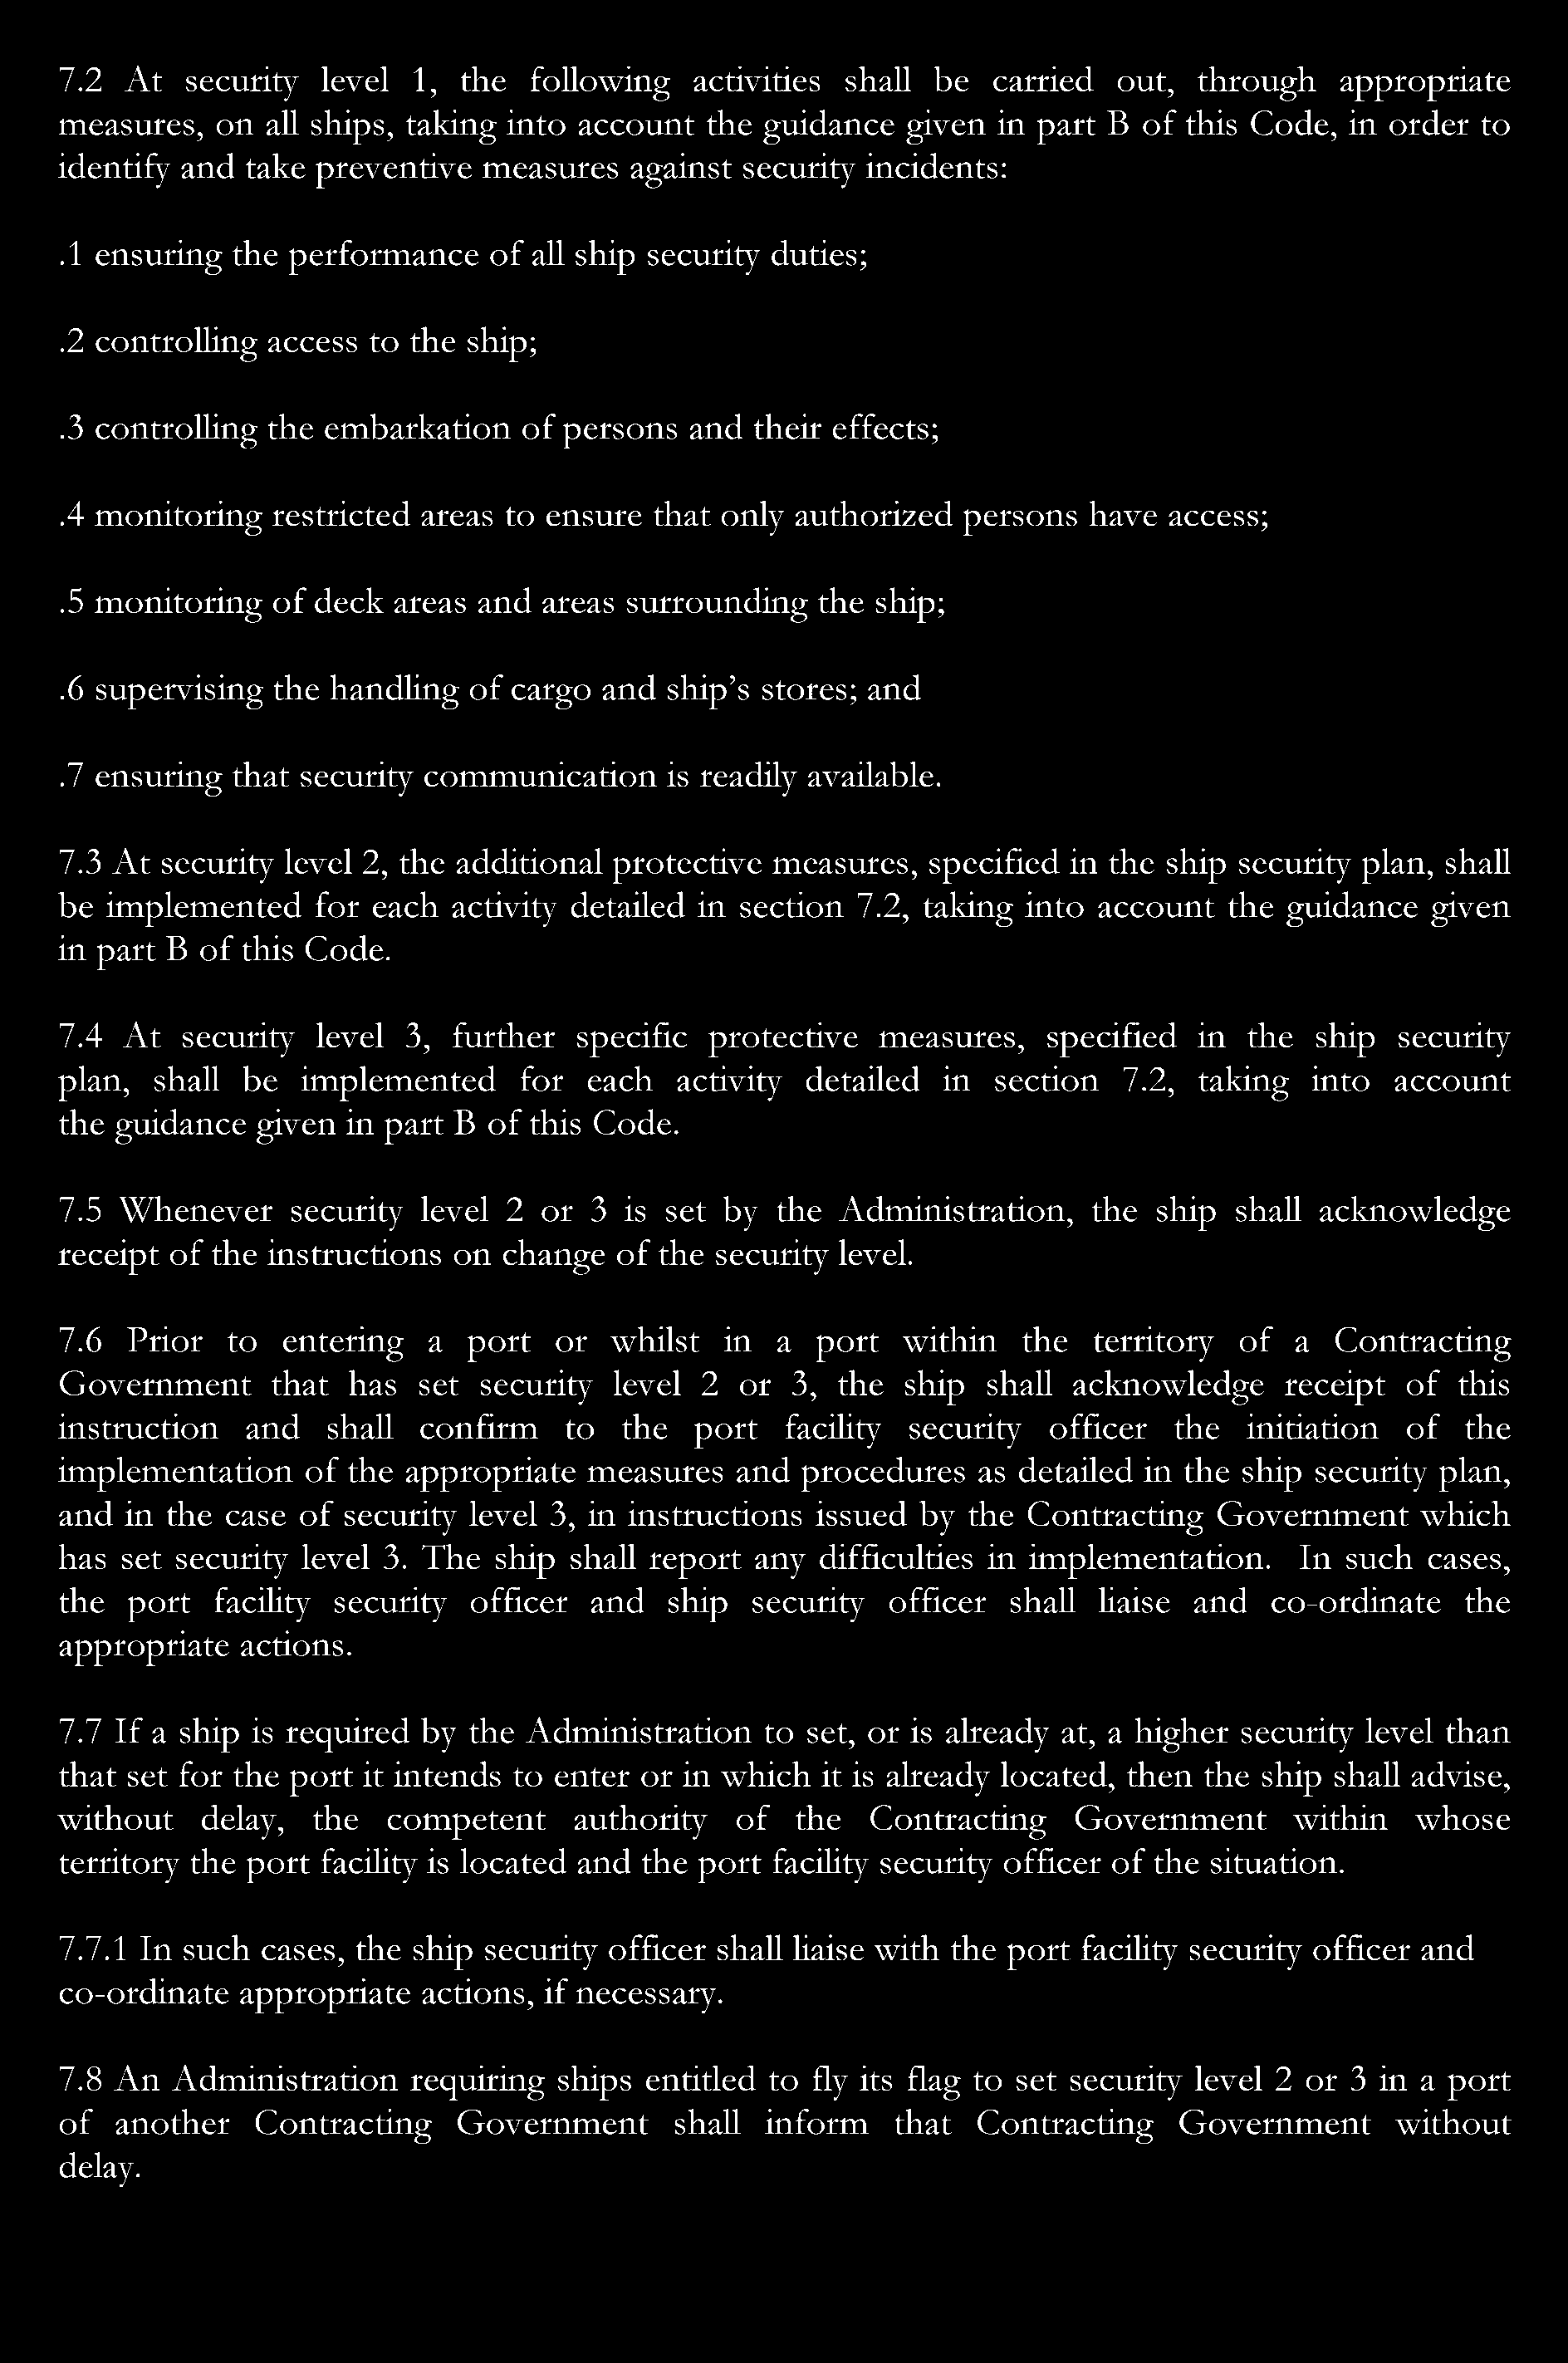 7.2 At security level 1, the following activities shall be carried out, through appropriate
measures, on all ships, taking into account the guidance given in part B of this Code, in order to
identify and take preventive measures against security incidents:
.1 ensuring the performance of all ship security duties;
.2 controlling access to the ship;
.3 controlling the embarkation of persons and their effects;
.4 monitoring restricted areas to ensure that only authorized persons have access;
.5 monitoring of deck areas and areas surrounding the ship;
.6 supervising the handling of cargo and ship’s stores; and
.7 ensuring that security communication is readily available.
7.3 At security level 2, the additional protective measures, specified in the ship security plan, shall
be implemented for each activity detailed in section 7.2, taking into account the guidance given
in part B of this Code.
7.4 At security level 3, further specific protective measures, specified in the ship security
plan, shall be implemented for each activity detailed in section 7.2, taking into account
the guidance given in part B of this Code.
7.5 Whenever security level 2 or 3 is set by the Administration, the ship shall acknowledge
receipt of the instructions on change of the security level.
7.6 Prior to entering a port or whilst in a port within the territory of a Contracting
Government that has set security level 2 or 3, the ship shall acknowledge receipt of this
instruction and shall confirm to the port facility security officer the initiation of the
implementation of the appropriate measures and procedures as detailed in the ship security plan,
and in the case of security level 3, in instructions issued by the Contracting Government which
has set security level 3. The ship shall report any difficulties in implementation. In such cases,
the port facility security officer and ship security officer shall liaise and co-ordinate the
appropriate actions.
7.7 If a ship is required by the Administration to set, or is already at, a higher security level than
that set for the port it intends to enter or in which it is already located, then the ship shall advise,
without delay, the competent authority of the Contracting Government within whose
territory the port facility is located and the port facility security officer of the situation.
7.7.1 In such cases, the ship security officer shall liaise with the port facility security officer and
co-ordinate appropriate actions, if necessary.
7.8 An Administration requiring ships entitled to fly its flag to set security level 2 or 3 in a port
of another Contracting Government shall inform that Contracting Government without
delay.